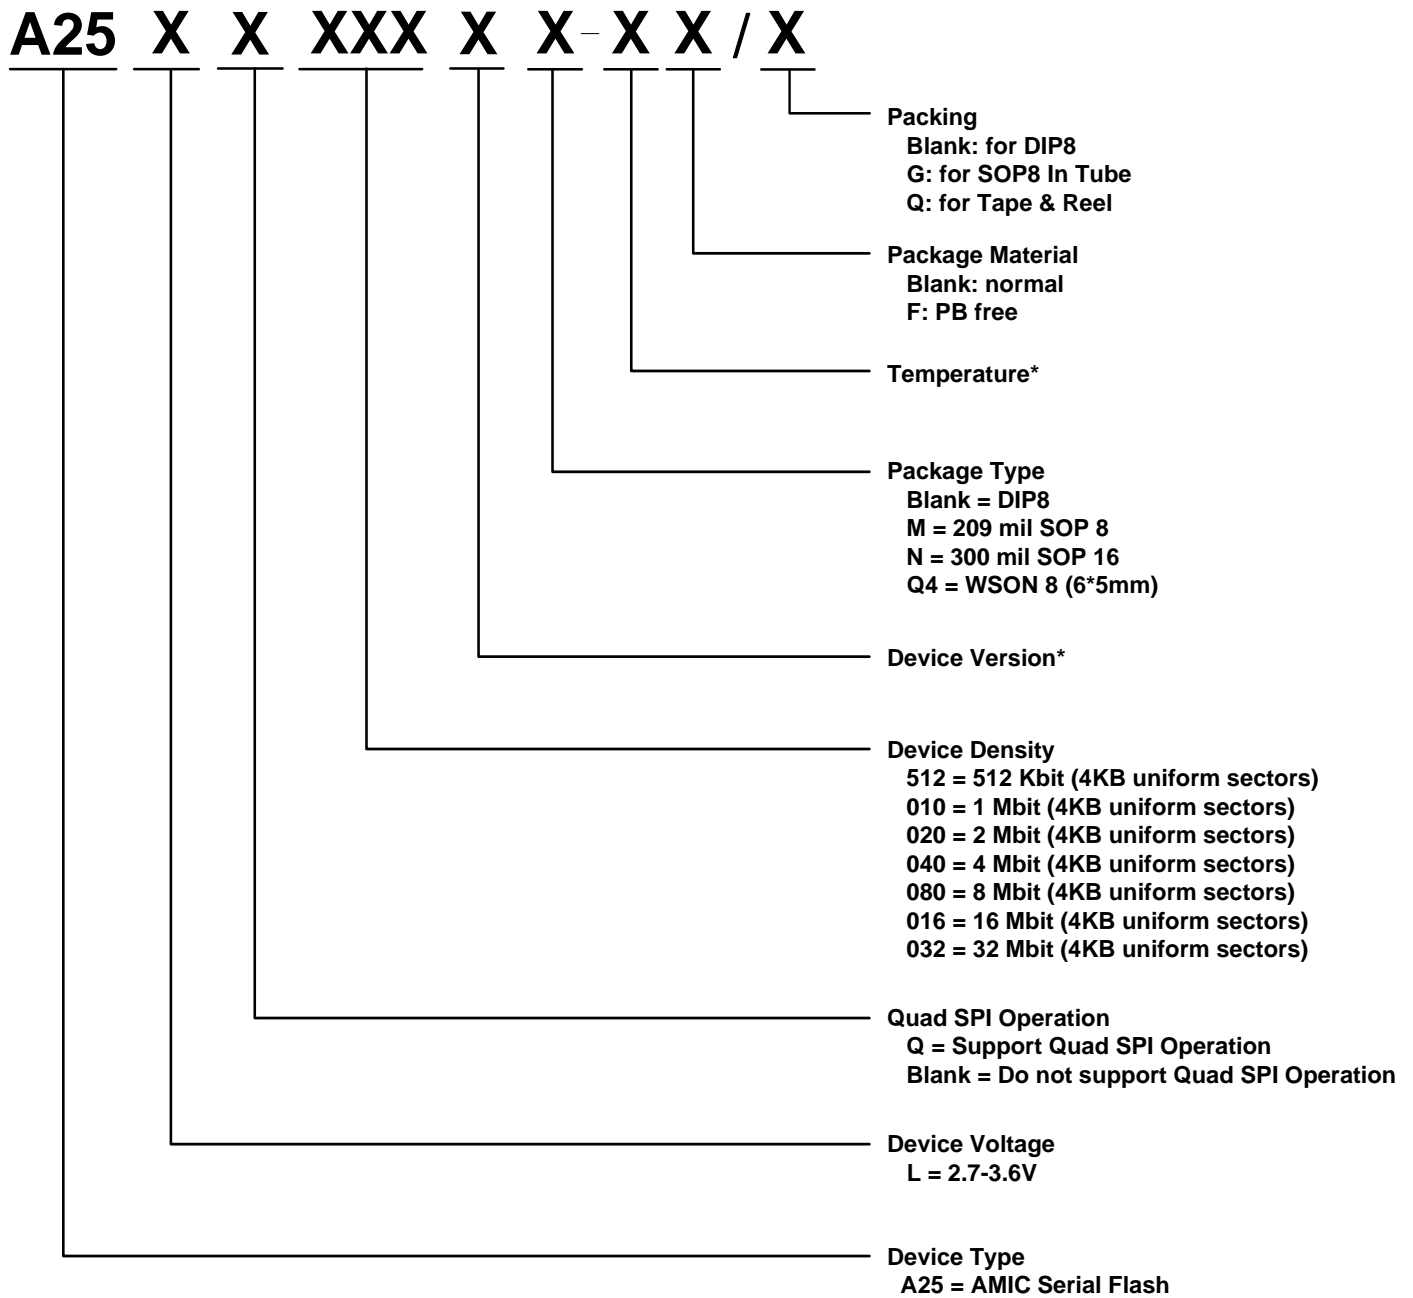 A25 X X XXX X X - X X / X
Packing
Blank: for DIP8
G: for SOP8 In Tube
Q: for Tape & Reel
Package Material
Blank: normal
F: PB free
Temperature*
Package Type
Blank = DIP8
M = 209 mil SOP 8
N = 300 mil SOP 16
Q4 = WSON 8 (6*5mm)
Device Version*
Device Density
512 = 512 Kbit (4KB uniform sectors)
010 = 1 Mbit (4KB uniform sectors)
020 = 2 Mbit (4KB uniform sectors)
040 = 4 Mbit (4KB uniform sectors)
080 = 8 Mbit (4KB uniform sectors)
016 = 16 Mbit (4KB uniform sectors)
032 = 32 Mbit (4KB uniform sectors)
Quad SPI Operation
Q = Support Quad SPI Operation
Blank = Do not support Quad SPI Operation
Device Voltage
L = 2.7-3.6V
Device Type
A25 = AMIC Serial Flash